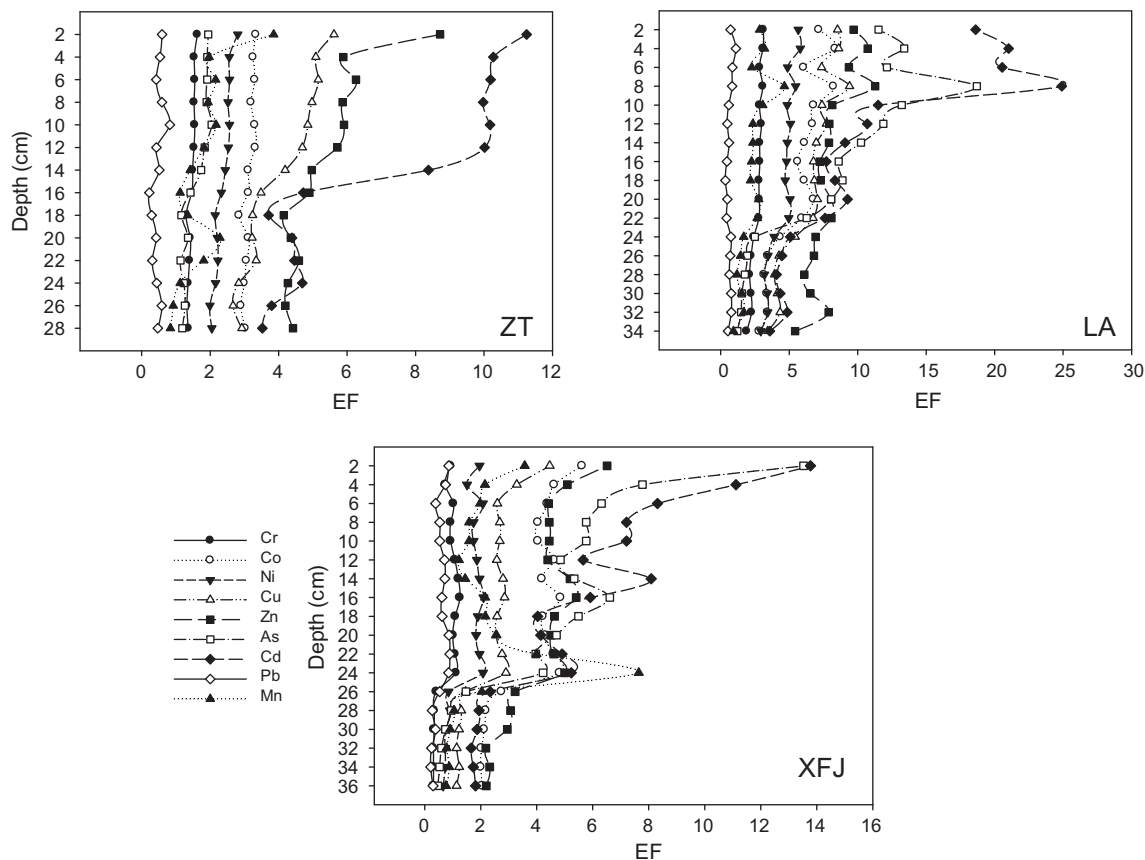 Depth (cm)
2
4
6
8
10
12
14
16
18
20
22
24
26
28
ZT
0 2 4 6 8 10 12
EF
2
4
6
8
10
12
14
16
18
20
22
24
26
28
30
32
34
LA
0 5 10 15 20 25 30
EF
Cr
Co
Ni
Cu
Zn
As
Cd
Pb
Mn
Depth (cm)
2
4
6
8
10
12
14
16
18
20
22
24
26
28
30
32
34
36
XFJ
0 2 4 6 8 10 12 14 16
EF